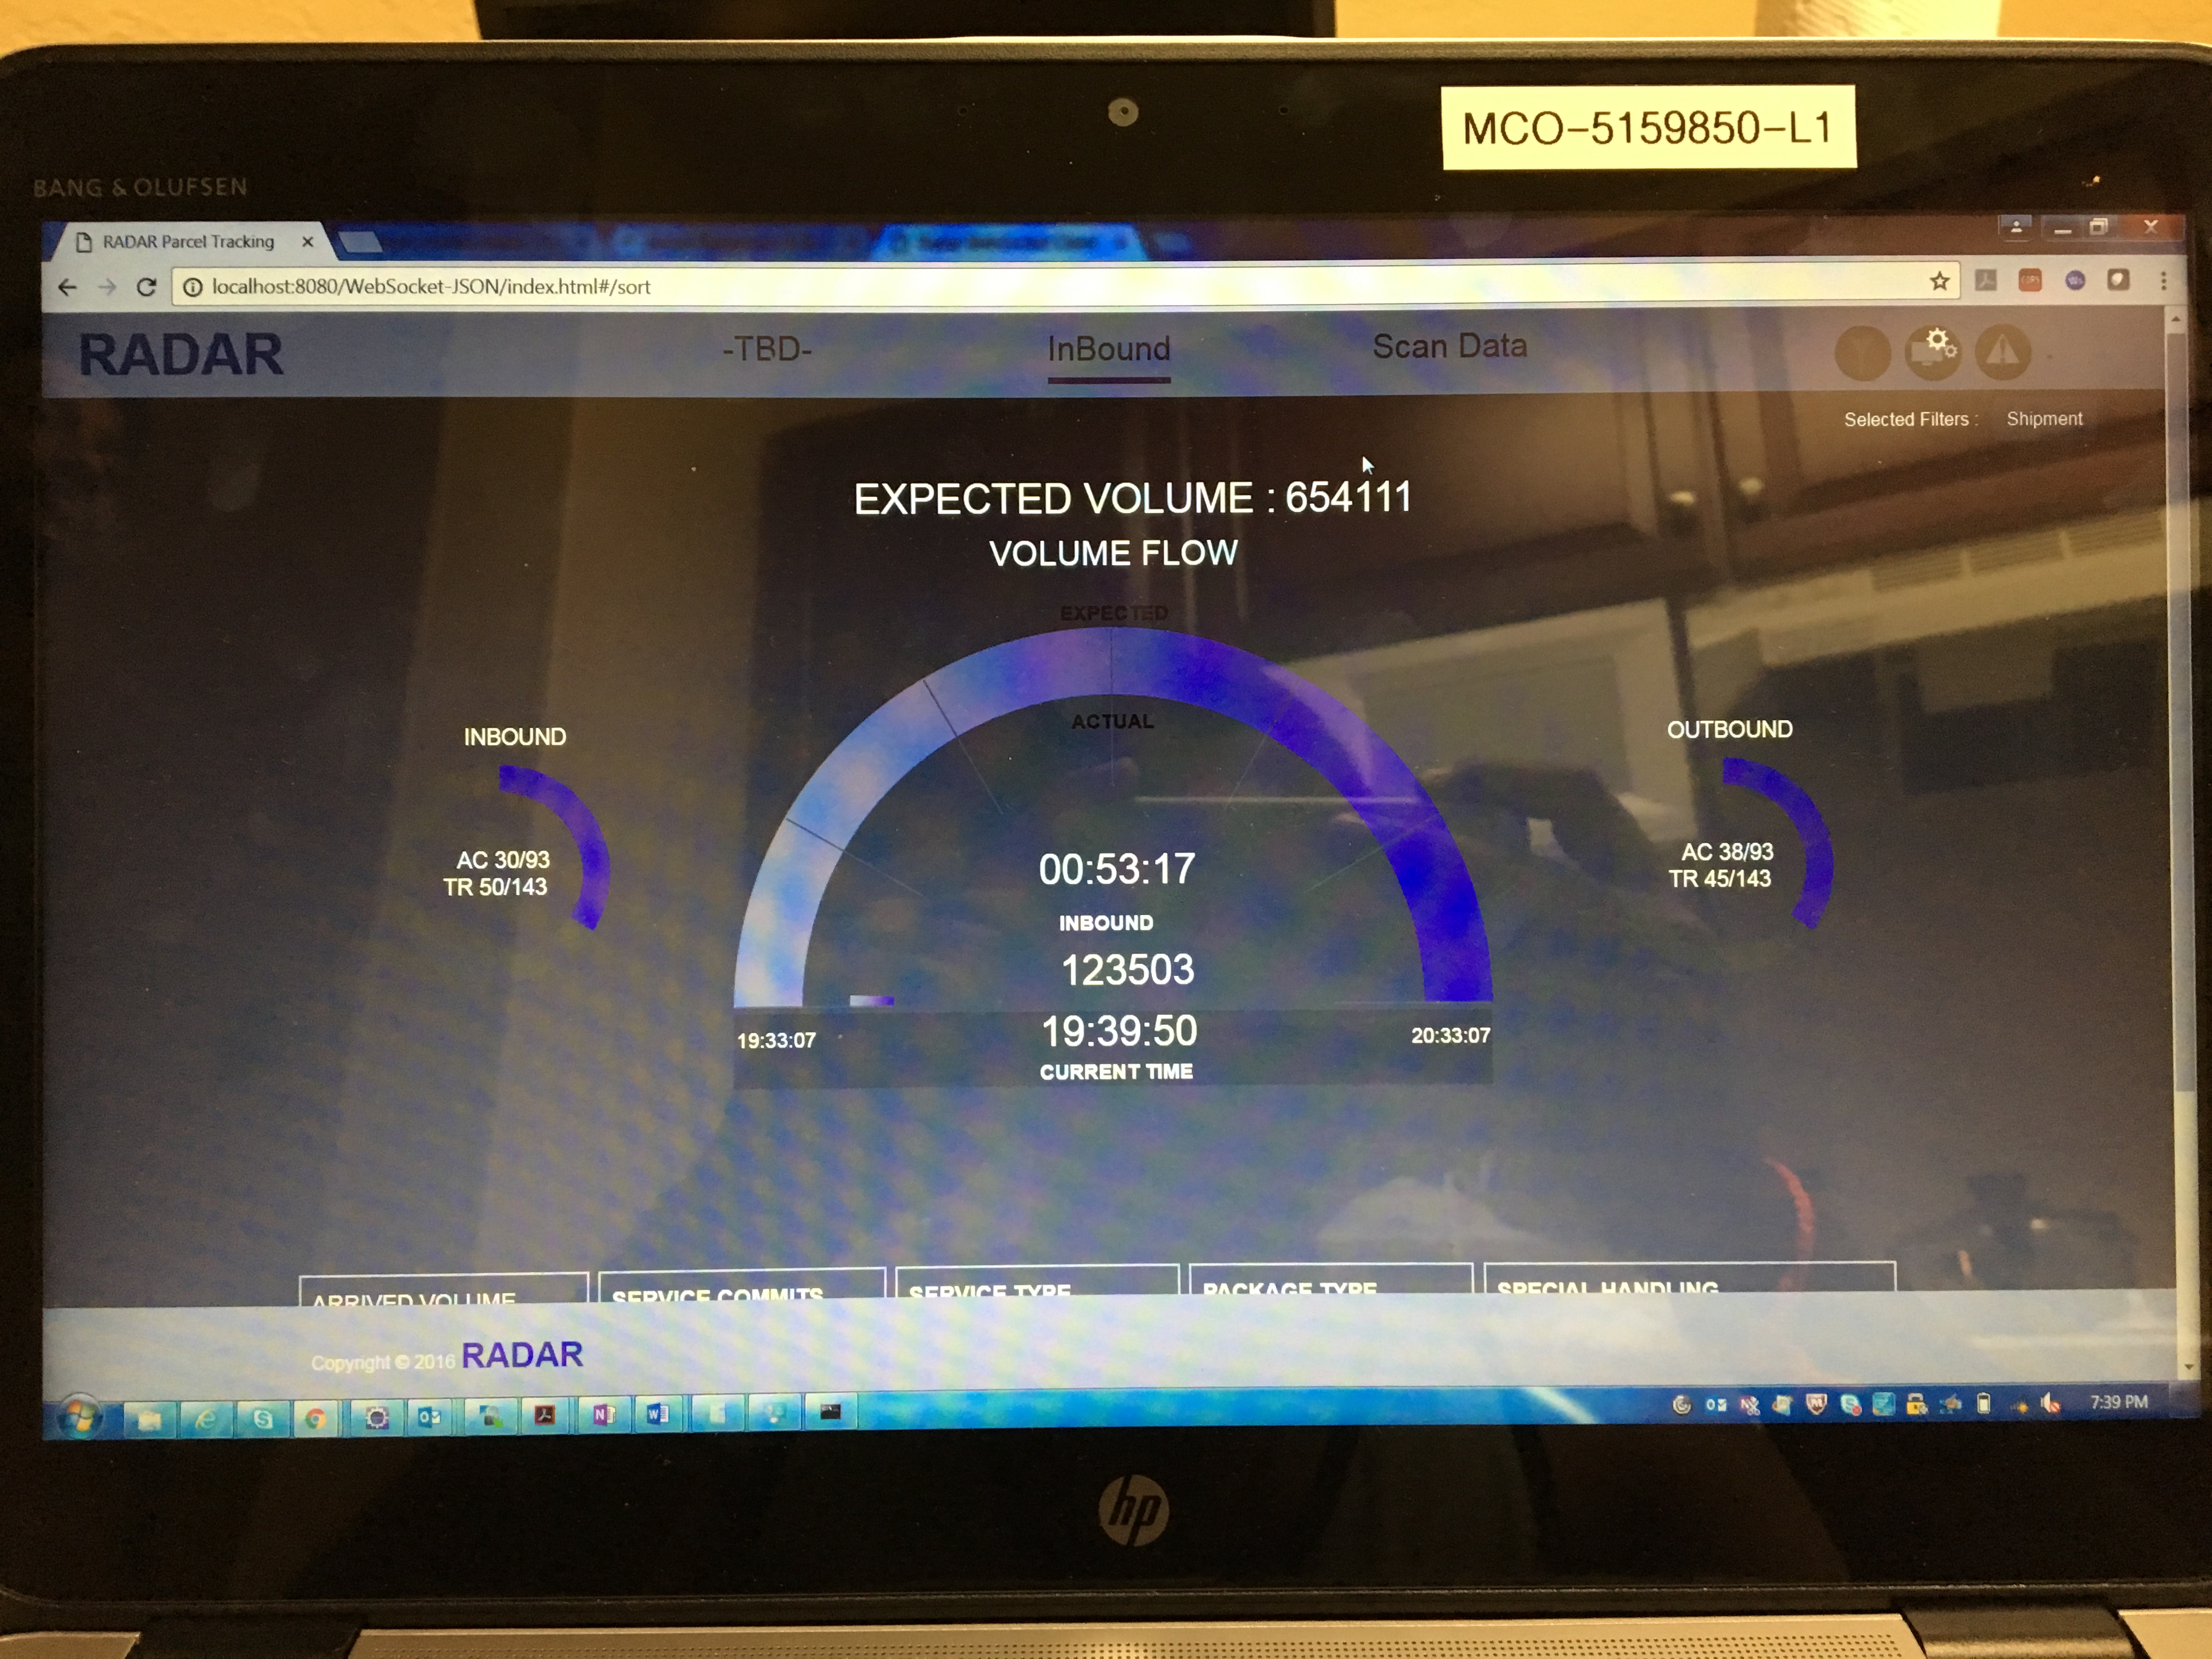 MCO-5159850-L1
BANG & OLUFSEN
RADAR Parcel Tracking
localhost:8080/WebSocket-JSON/index.html#/sort
RADAR
-TBD-
InBound
Scan Data
Selected Filters : Shipment
EXPECTED VOLUME : 654111
VOLUME FLOW
EXPECTED
ACTUAL
INBOUND
AC 30/93
TR 50/143
OUTBOUND
AC 38/93
TR 45/143
00:53:17
INBOUND
123503
19:33:07
19:39:50
20:33:07
CURRENT TIME
ARRIVED VOLUME
SERVICE COMMITS
SERVICE TYPE
PACKAGE TYPE
SPECIAL HANDLING
Copyright © 2016 RADAR
7:39 PM
hp